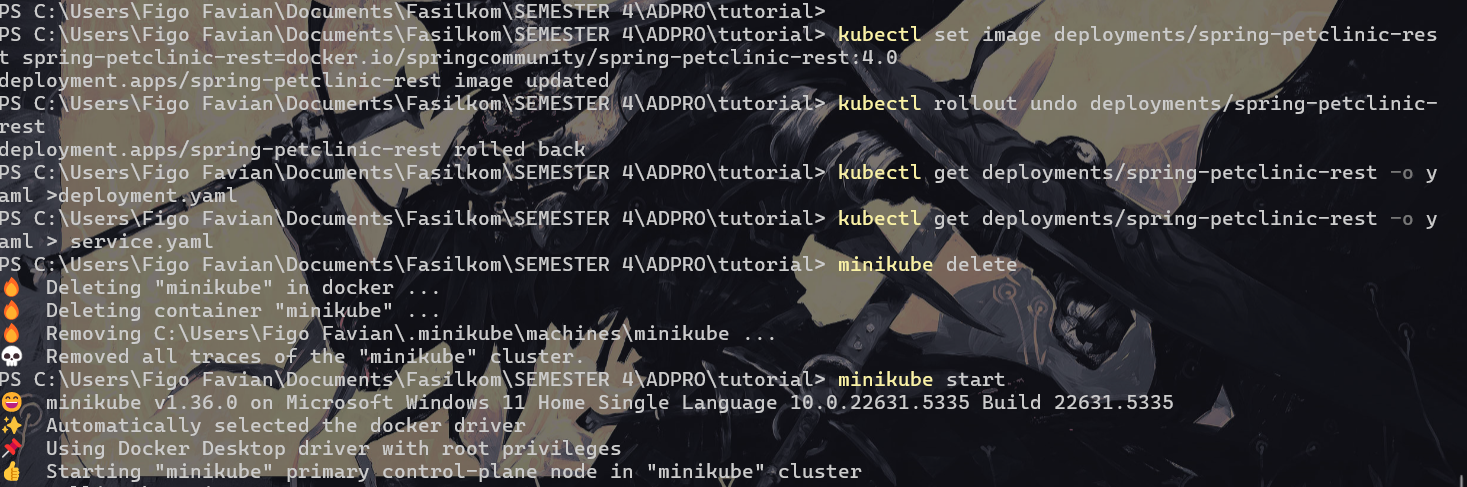 PS C:\Users\Figo Favian\Documents\Fasilkom\SEMESTER 4\ADPRO\tutorial>
PS C:\Users\Figo Favian\Documents\Fasilkom\SEMESTER 4\ADPRO\tutorial> kubectl set image deployments/spring-petclinic-res
t spring-petclinic-rest=docker.io/springcommunity/spring-petclinic-rest:4.0
deployment.apps/spring-petclinic-rest image updated
PS C:\Users\Figo Favian\Documents\Fasilkom\SEMESTER 4\ADPRO\tutorial> kubectl rollout undo deployments/spring-petclinic-
rest
deployment.apps/spring-petclinic-rest rolled back
PS C:\Users\Figo Favian\Documents\Fasilkom\SEMESTER 4\ADPRO\tutorial> kubectl get deployments/spring-petclinic-rest -o y
aml >deployment.yaml
PS C:\Users\Figo Favian\Documents\Fasilkom\SEMESTER 4\ADPRO\tutorial> kubectl get deployments/spring-petclinic-rest -o y
aml > service.yaml
PS C:\Users\Figo Favian\Documents\Fasilkom\SEMESTER 4\ADPRO\tutorial> minikube delete
🔥 Deleting "minikube" in docker ...
🔥 Deleting container "minikube" ...
🔥 Removing C:\Users\Figo Favian\.minikube\machines\minikube ...
💀 Removed all traces of the "minikube" cluster.
PS C:\Users\Figo Favian\Documents\Fasilkom\SEMESTER 4\ADPRO\tutorial> minikube start
😄 minikube v1.36.0 on Microsoft Windows 11 Home Single Language 10.0.22631.5335 Build 22631.5335
✨ Automatically selected the docker driver
📌 Using Docker Desktop driver with root privileges
👍 Starting "minikube" primary control-plane node in "minikube" cluster